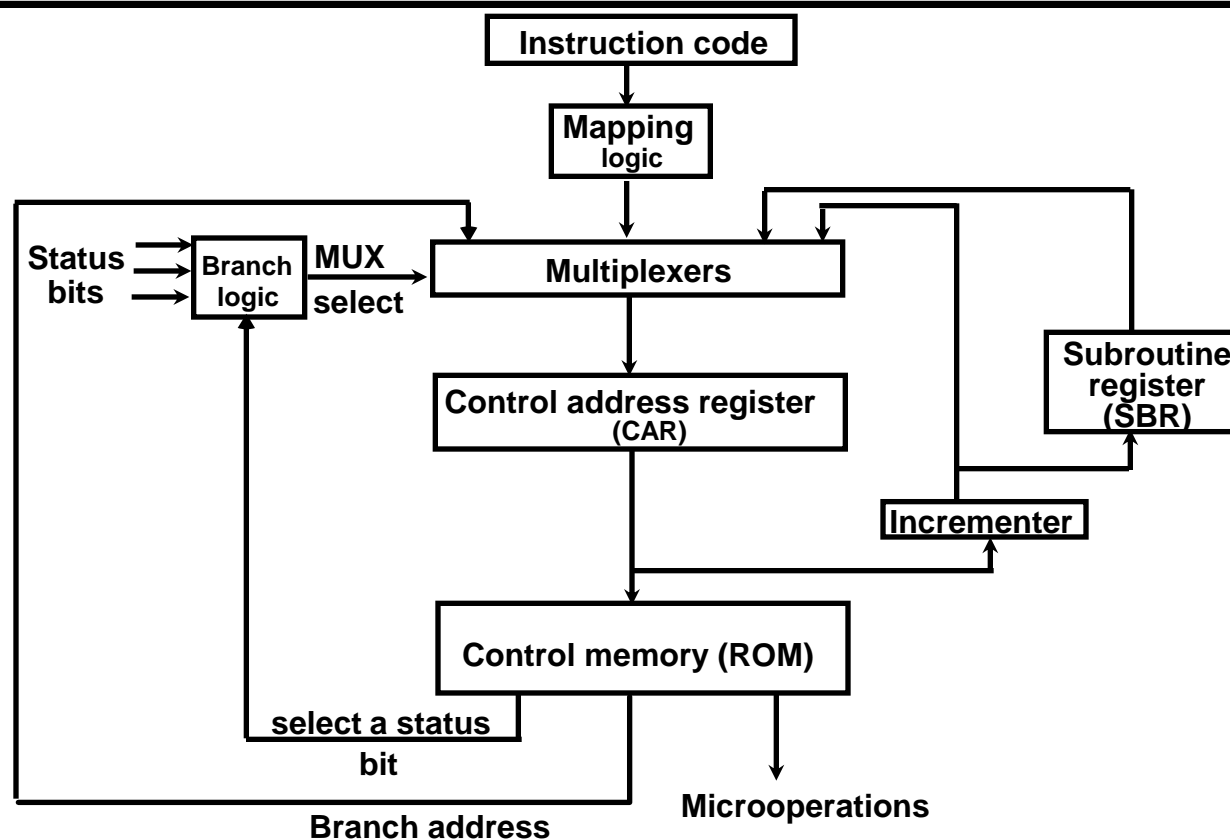 Instruction code
Mapping
logic
Status
bits
Branch
logic
MUX
select
Multiplexers
Subroutine
register
(SBR)
Control address register
(CAR)
Incrementer
Control memory (ROM)
select a status
bit
Microoperations
Branch address